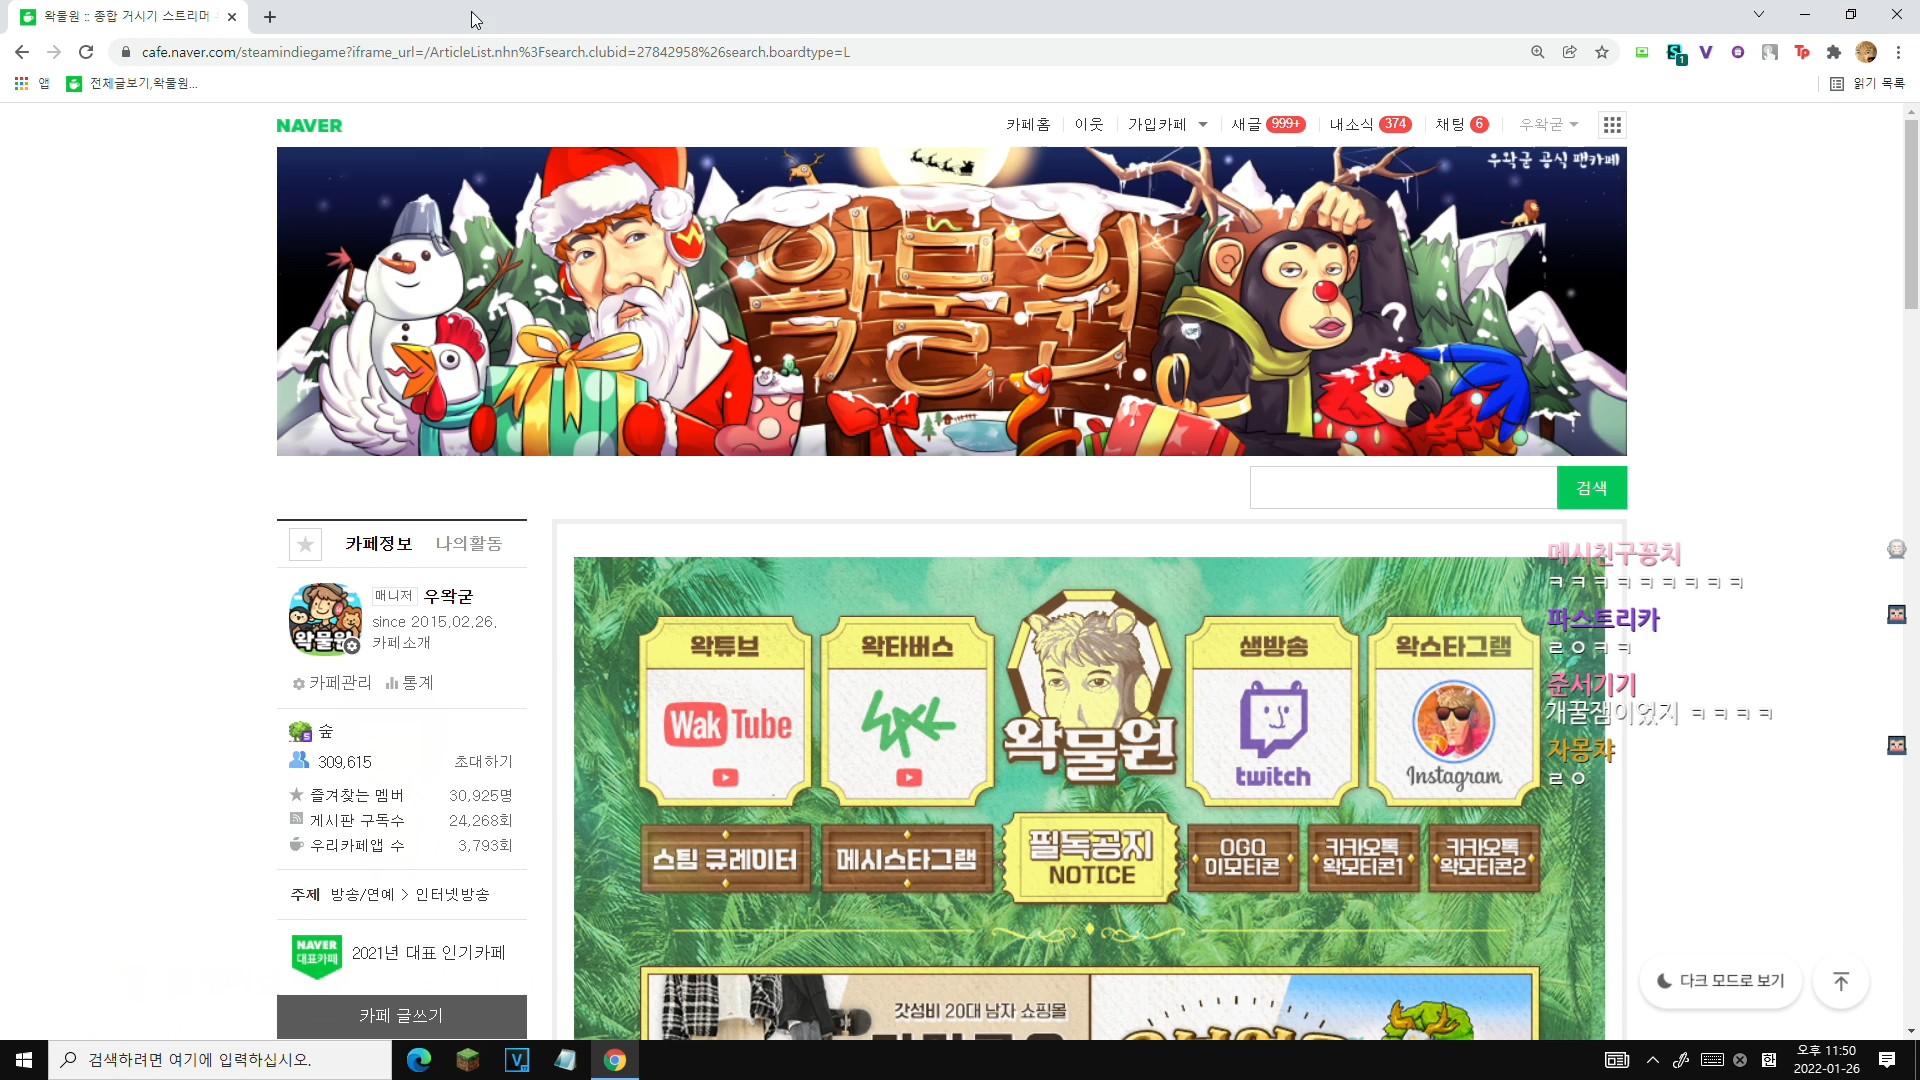 왁물원 :: 종합 거시기 스트리머
cafe.naver.com/steamindiegame?iframe_url=/ArticleList.nhn%3Fsearch.clubid=27842958%26search.boardtype=L
1
앱
전체글보기,왁물원...
읽기 목록
NAVER
카페홈
이웃
가입카페
새글 999+
내소식 374
채팅 6
우왁굳
우왁굳 공식 팬카페
왁물원
?
검색
카페정보
나의활동
왁물원
매니저 우왁굳
since 2015.02.26.
카페소개
카페관리
통계
숲
309,615
초대하기
즐겨찾는 멤버
30,925명
게시판 구독수
24,268회
우리카페앱 수
3,793회
주제 방송/연예 > 인터넷방송
NAVER
대표카페
2021년 대표 인기카페
카페 글쓰기
왁튜브
WakTube
왁타버스
왁물원
생방송
twitch
왁스타그램
Instagram
스팀 큐레이터
메시스타그램
필독공지
NOTICE
OGQ
이모티콘
카카오톡
왁모티콘1
카카오톡
왁모티콘2
갓성비 20대 남자 쇼핑몰
메시친구꽁치
ㅋㅋㅋㅋㅋㅋㅋㅋㅋ
파스트리카
ㄹㅇㅋㅋ
준서기기
개꿀잼이었지 ㅋㅋㅋㅋ
자몽챠
ㄹㅇ
다크 모드로 보기
검색하려면 여기에 입력하십시오.
한
오후 11:50
2022-01-26